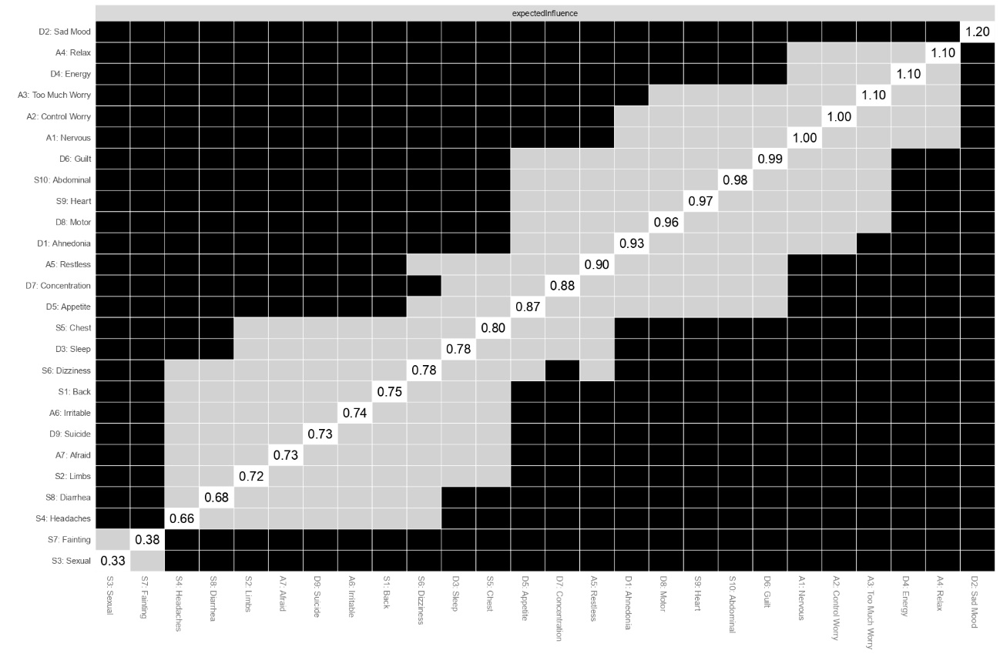 expectedInfluence
D2: Sad Mood 1.20
A4: Relax 1.10
D4: Energy 1.10
A3: Too Much Worry 1.10
A2: Control Worry 1.00
A1: Nervous 1.00
D6: Guilt 0.99
S10: Abdominal 0.98
S9: Heart 0.97
D8: Motor 0.96
D1: Ahnedonia 0.93
A5: Restless 0.90
D7: Concentration 0.88
D5: Appetite 0.87
S5: Chest 0.80
D3: Sleep 0.78
S6: Dizziness 0.78
S1: Back 0.75
A6: Irritable 0.74
D9: Suicide 0.73
A7: Afraid 0.73
S2: Limbs 0.72
S8: Diarrhea 0.68
S4: Headaches 0.66
S7: Fainting 0.38
S3: Sexual 0.33
S3: Sexual
S7: Fainting
S4: Headaches
S8: Diarrhea
S2: Limbs
A7: Afraid
D9: Suicide
A6: Irritable
S1: Back
S6: Dizziness
D3: Sleep
S5: Chest
D5: Appetite
D7: Concentration
A5: Restless
D1: Ahnedonia
D8: Motor
S9: Heart
S10: Abdominal
D6: Guilt
A1: Nervous
A2: Control Worry
A3: Too Much Worry
D4: Energy
A4: Relax
D2: Sad Mood